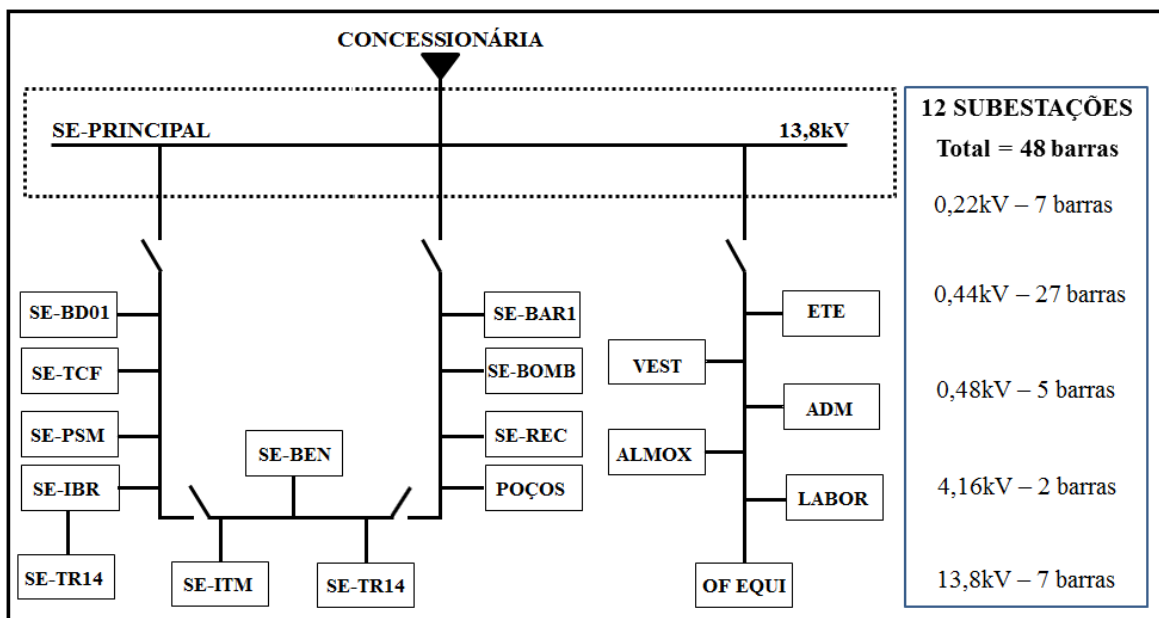 CONCESSIONÁRIA
SE-PRINCIPAL
13,8kV
SE-BD01
SE-TCF
SE-PSM
SE-IBR
SE-TR14
SE-BEN
SE-ITM
SE-TR14
SE-BAR1
SE-BOMB
SE-REC
POÇOS
ETE
VEST
ADM
ALMOX
LABOR
OF EQUI
12 SUBESTAÇÕES
Total = 48 barras
0,22kV – 7 barras
0,44kV – 27 barras
0,48kV – 5 barras
4,16kV – 2 barras
13,8kV – 7 barras